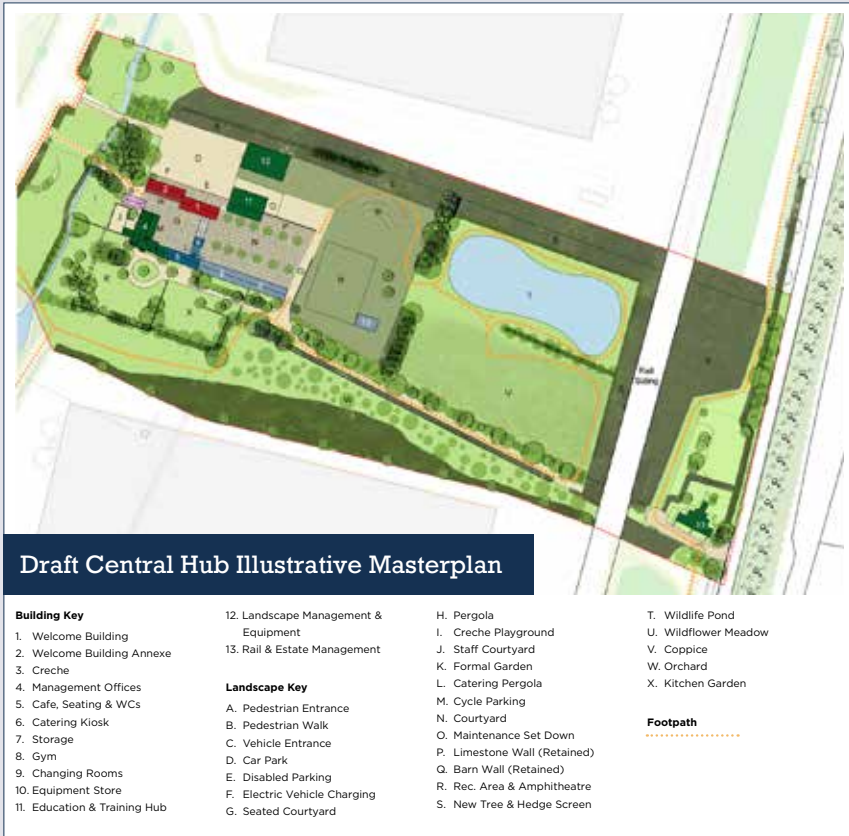 D
12
11
N
T
U
Draft Central Hub Illustrative Masterplan
Building Key
1. Welcome Building
2. Welcome Building Annexe
3. Creche
4. Management Offices
5. Cafe, Seating & WCs
6. Catering Kiosk
7. Storage
8. Gym
9. Changing Rooms
10. Equipment Store
11. Education & Training Hub
12. Landscape Management &
Equipment
13. Rail & Estate Management
Landscape Key
A. Pedestrian Entrance
B. Pedestrian Walk
C. Vehicle Entrance
D. Car Park
E. Disabled Parking
F. Electric Vehicle Charging
G. Seated Courtyard
H. Pergola
I. Creche Playground
J. Staff Courtyard
K. Formal Garden
L. Catering Pergola
M. Cycle Parking
N. Courtyard
O. Maintenance Set Down
P. Limestone Wall (Retained)
Q. Barn Wall (Retained)
R. Rec. Area & Amphitheatre
S. New Tree & Hedge Screen
T. Wildlife Pond
U. Wildflower Meadow
V. Coppice
W. Orchard
X. Kitchen Garden
Footpath